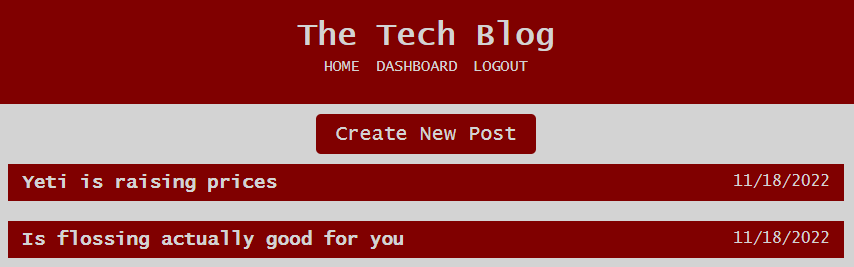 The Tech Blog
HOME DASHBOARD LOGOUT
Create New Post
Yeti is raising prices 11/18/2022
Is flossing actually good for you 11/18/2022